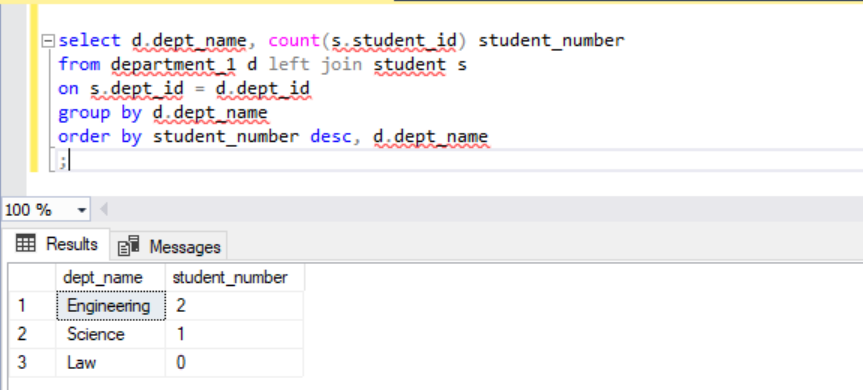 select d.dept_name, count(s.student_id) student_number
from department_1 d left join student s
on s.dept_id = d.dept_id
group by d.dept_name
order by student_number desc, d.dept_name
;
100 %
Results Messages
dept_name student_number
1 Engineering 2
2 Science 1
3 Law 0